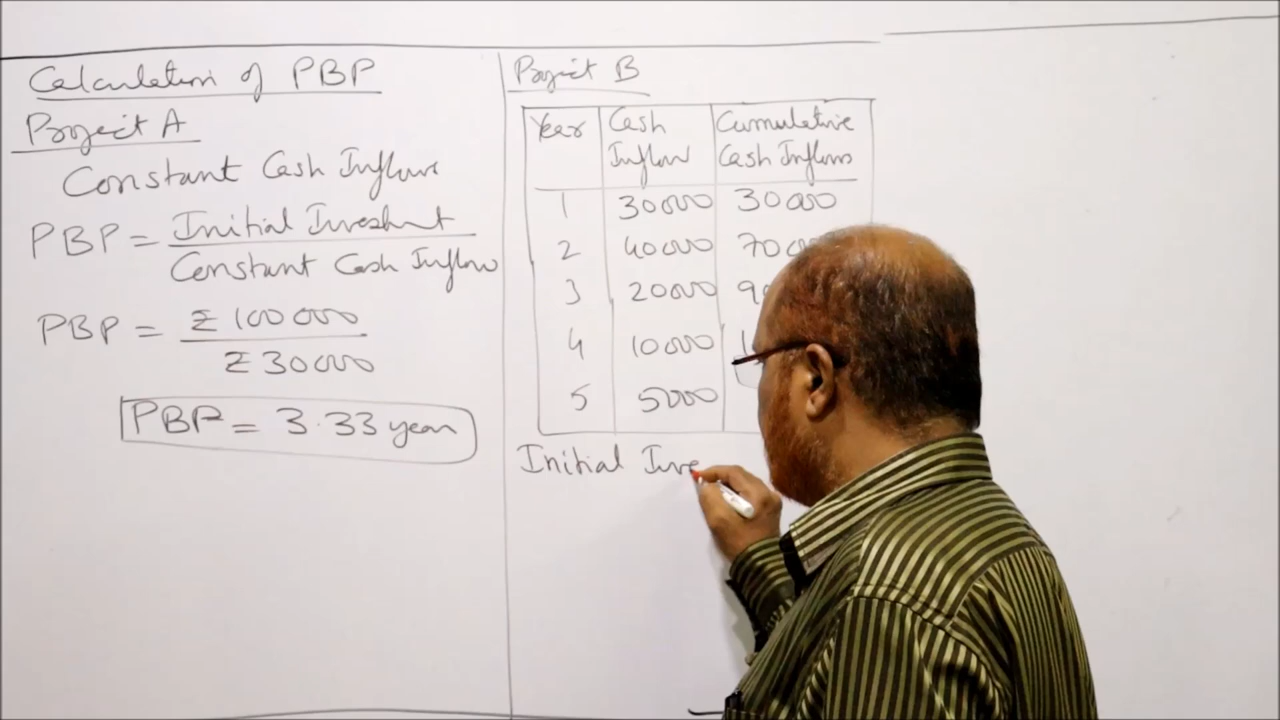 Calculation of PBP
Project A
Constant Cash Inflows
PBP = Initial Investment
Constant Cash Inflow
PBP = ₹ 100000
₹ 30000
PBP = 3.33 year
Project B
Year Cash Inflow Cumulative Cash Inflows
1 30000 30000
2 40000
3 20000
4 10000
5 5000
Initial Inve